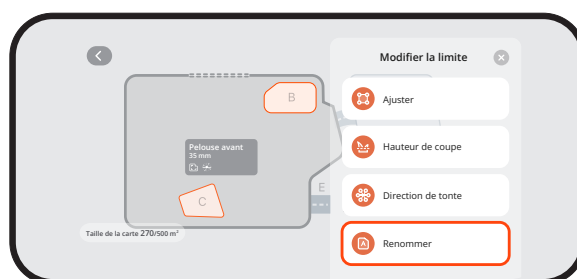 Modifier la limite
B
Ajuster
Pelouse avant
35 mm
Hauteur de coupe
E
Direction de tonte
C
Taille de la carte 270/500 m²
A
Renommer